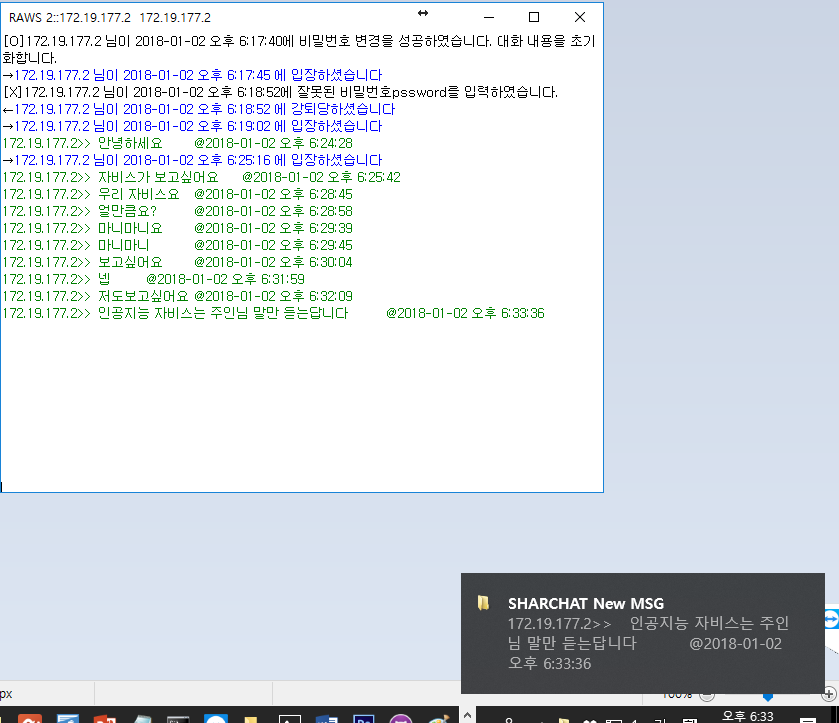 RAWS 2::172.19.177.2 172.19.177.2
[O]172.19.177.2 님이 2018-01-02 오후 6:17:40에 비밀번호 변경을 성공하였습니다. 대화 내용을 초기
화합니다.
→172.19.177.2 님이 2018-01-02 오후 6:17:45 에 입장하셨습니다
[X]172.19.177.2 님이 2018-01-02 오후 6:18:52에 잘못된 비밀번호pssword를 입력하였습니다.
←172.19.177.2 님이 2018-01-02 오후 6:18:52 에 강퇴당하셨습니다
→172.19.177.2 님이 2018-01-02 오후 6:19:02 에 입장하셨습니다
172.19.177.2>> 안녕하세요 @2018-01-02 오후 6:24:28
→172.19.177.2 님이 2018-01-02 오후 6:25:16 에 입장하셨습니다
172.19.177.2>> 자비스가 보고싶어요 @2018-01-02 오후 6:25:42
172.19.177.2>> 우리 자비스요 @2018-01-02 오후 6:28:45
172.19.177.2>> 얼만큼요? @2018-01-02 오후 6:28:58
172.19.177.2>> 마니마니요 @2018-01-02 오후 6:29:39
172.19.177.2>> 마니마니 @2018-01-02 오후 6:29:45
172.19.177.2>> 보고싶어요 @2018-01-02 오후 6:30:04
172.19.177.2>> 넵 @2018-01-02 오후 6:31:59
172.19.177.2>> 저도보고싶어요 @2018-01-02 오후 6:32:09
172.19.177.2>> 인공지능 자비스는 주인님 말만 듣는답니다 @2018-01-02 오후 6:33:36
SHARCHAT New MSG
172.19.177.2>> 인공지능 자비스는 주인
님 말만 듣는답니다 @2018-01-02
오후 6:33:36
px
100%
오후 6:33